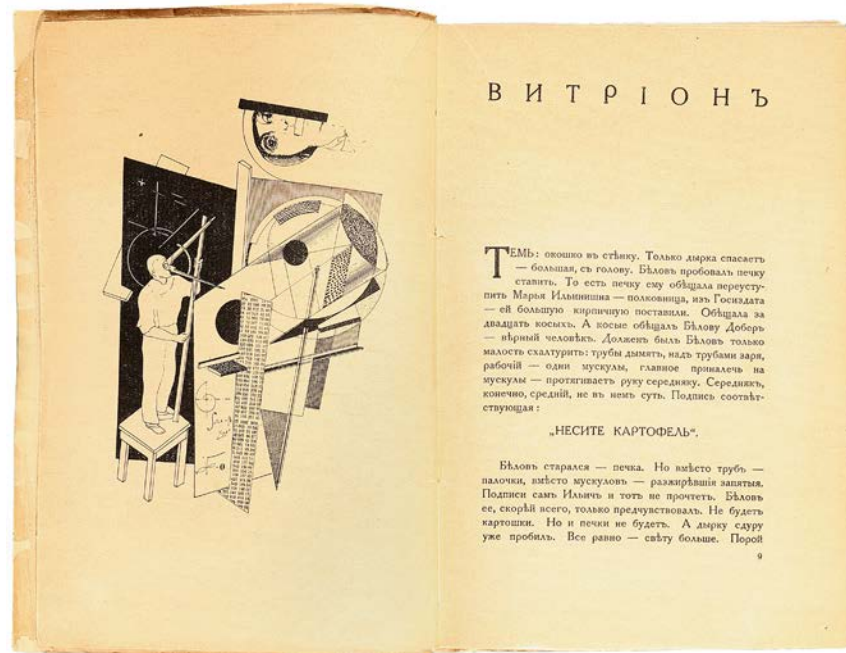 ВИТРІОНЪ
ТЕМЬ: окошко въ стѣнку. Только дырка спасаетъ
— большая, съ голову. Бѣловъ пробовалъ печку
ставить. То есть печку ему обѣщала переусту-
пить Марья Ильинишна — полковница, изъ Госиздата
— ей большую кирпичную поставили. Обѣщала за
двадцать косыхъ. А косые обѣщалъ Бѣлову Доберъ
— вѣрный человѣкъ. Долженъ былъ Бѣловъ только
малость схалтурить: трубы дымятъ, надъ трубами заря,
рабочій — одни мускулы, главное приналечь на
мускулы — протягиваетъ руку середняку. Середнякъ,
конечно, средній, не въ немъ суть. Подпись соотвѣт-
ствующая:
„НЕСИТЕ КАРТОФЕЛЬ“.
Бѣловъ старался — печка. Но вмѣсто трубъ —
палочки, вмѣсто мускуловъ — разжирѣвшія запятыя.
Подписи самъ Ильичъ и тотъ не прочтетъ. Бѣловъ
ее, скорѣй всего, только предчувствовалъ. Не будетъ
картошки. Но и печки не будетъ. А дырку сдуру
уже пробилъ. Все равно — свѣту больше. Порой
9